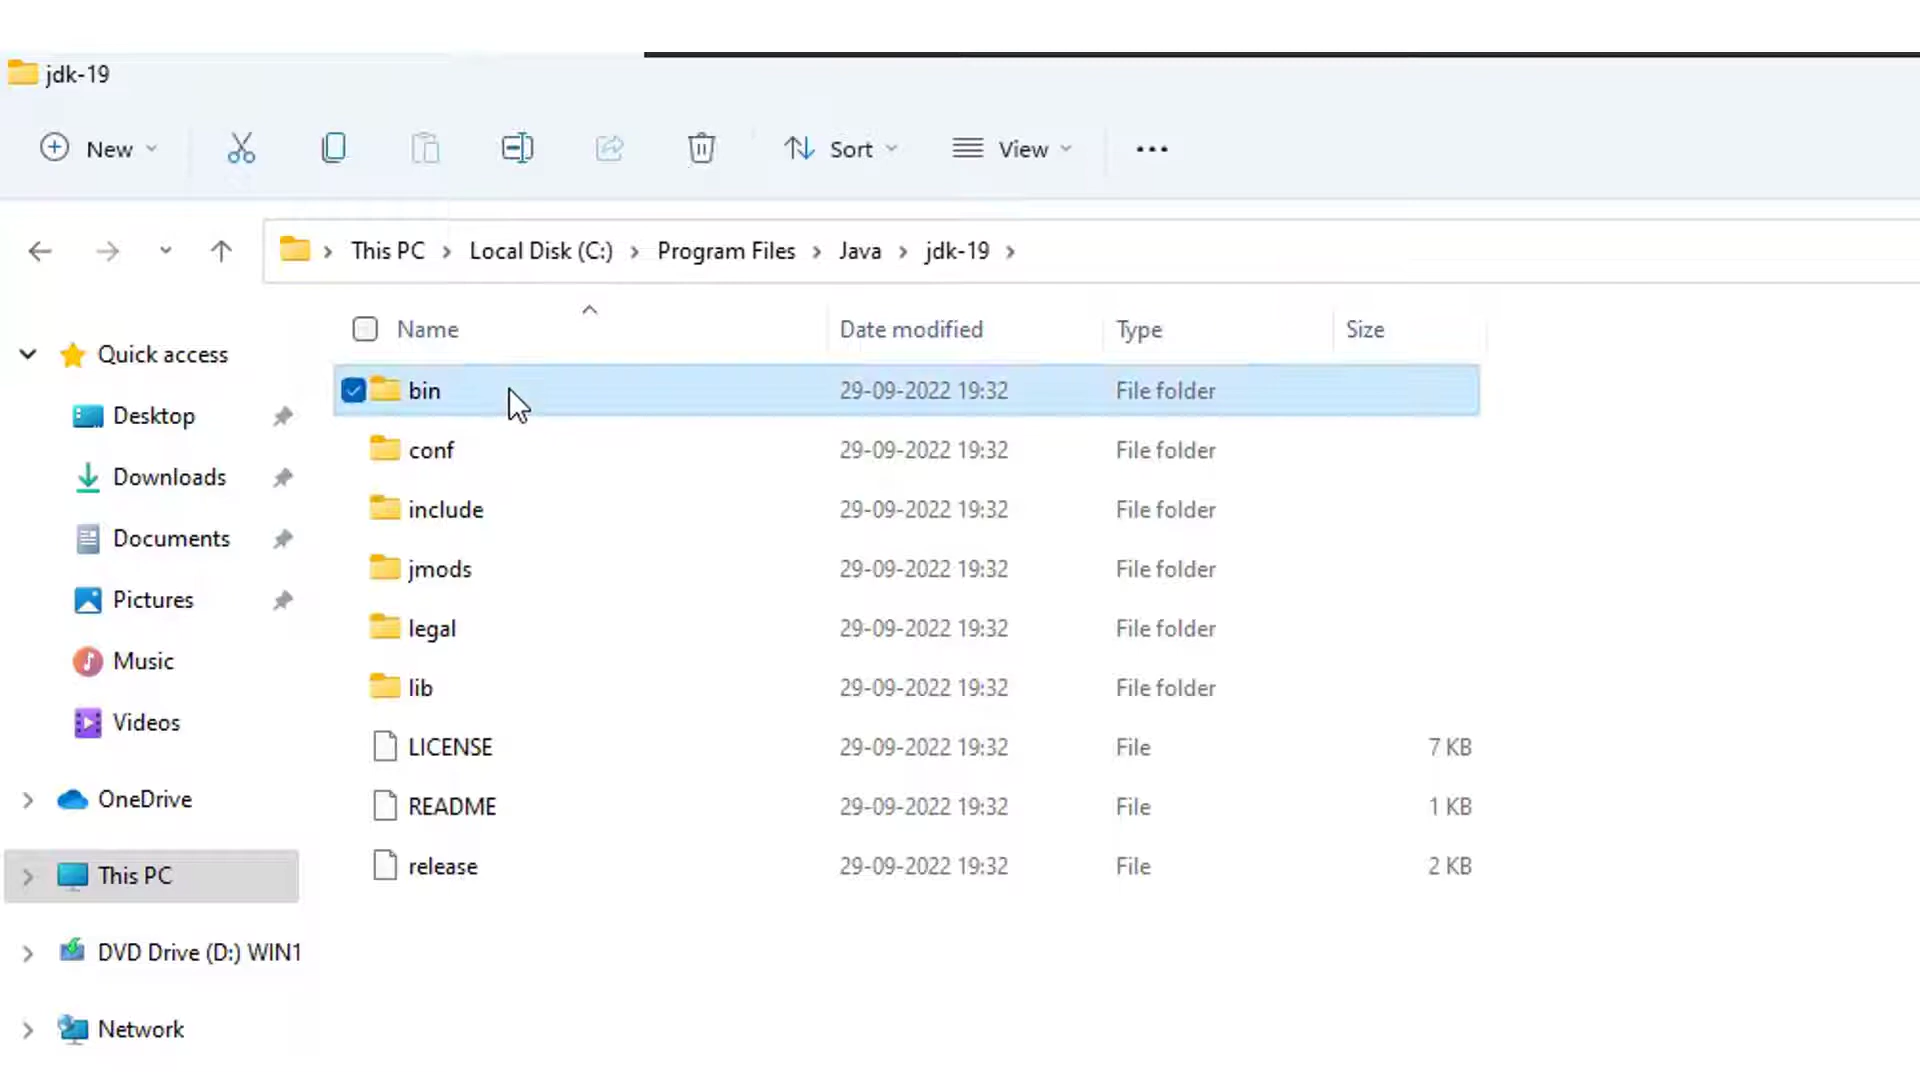 jdk-19
New
Sort
View
This PC > Local Disk (C:) > Program Files > Java > jdk-19 >
Name Date modified Type Size
Quick access
Desktop
Downloads
Documents
Pictures
Music
Videos
OneDrive
This PC
DVD Drive (D:) WIN1
Network
bin 29-09-2022 19:32 File folder
conf 29-09-2022 19:32 File folder
include 29-09-2022 19:32 File folder
jmods 29-09-2022 19:32 File folder
legal 29-09-2022 19:32 File folder
lib 29-09-2022 19:32 File folder
LICENSE 29-09-2022 19:32 File 7 KB
README 29-09-2022 19:32 File 1 KB
release 29-09-2022 19:32 File 2 KB